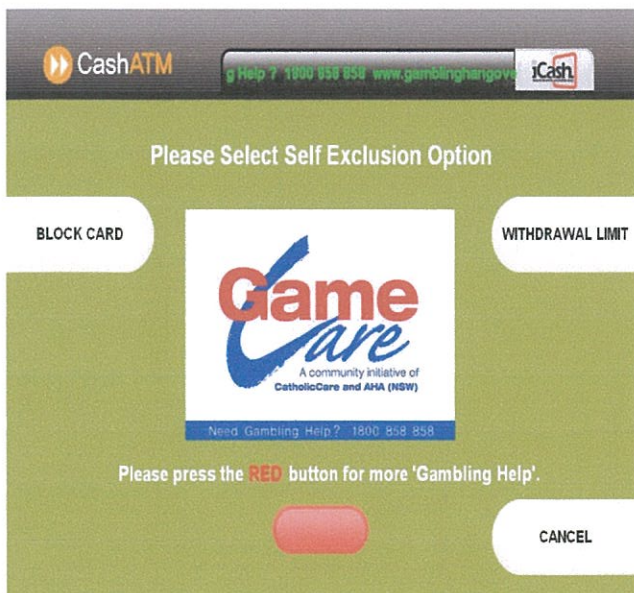 CashATM
g Help ? 1800 858 858 www.gamblinghangove
iCash
Please Select Self Exclusion Option
BLOCK CARD
WITHDRAWAL LIMIT
Game
Care
A community initiative of
CatholicCare and AHA (NSW)
Need Gambling Help? 1800 858 858
Please press the RED button for more 'Gambling Help'.
CANCEL